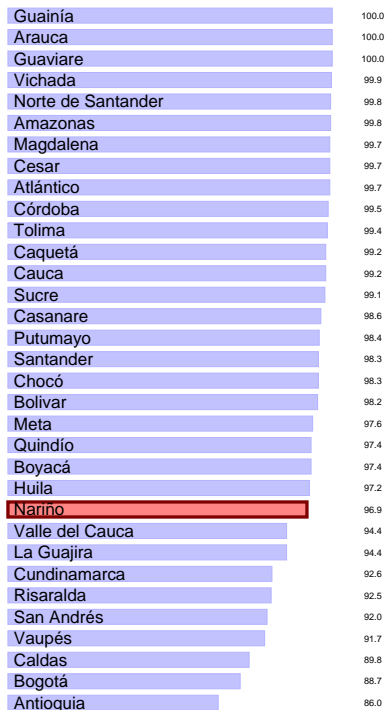 Guainía 100.0
Arauca 100.0
Guaviare 100.0
Vichada 99.9
Norte de Santander 99.8
Amazonas 99.8
Magdalena 99.7
Cesar 99.7
Atlántico 99.7
Córdoba 99.5
Tolima 99.4
Caquetá 99.2
Cauca 99.2
Sucre 99.1
Casanare 98.6
Putumayo 98.4
Santander 98.3
Chocó 98.3
Bolivar 98.2
Meta 97.6
Quindío 97.4
Boyacá 97.4
Huila 97.2
Nariño 96.9
Valle del Cauca 94.4
La Guajira 94.4
Cundinamarca 92.6
Risaralda 92.5
San Andrés 92.0
Vaupés 91.7
Caldas 89.8
Bogotá 88.7
Antioquia 86.0